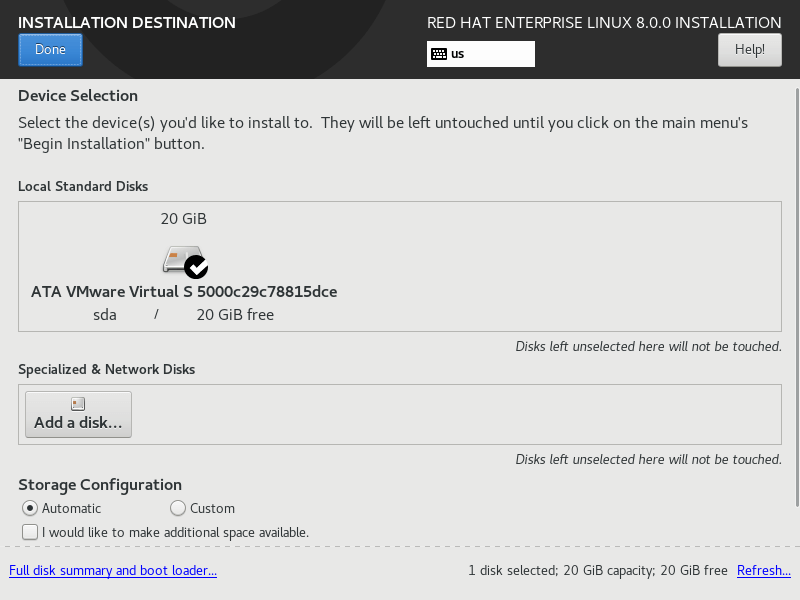 INSTALLATION DESTINATION
RED HAT ENTERPRISE LINUX 8.0.0 INSTALLATION
Done
us
Help!
Device Selection
Select the device(s) you'd like to install to.  They will be left untouched until you click on the main menu's
"Begin Installation" button.
Local Standard Disks
20 GiB
ATA VMware Virtual S 5000c29c78815dce
sda / 20 GiB free
Disks left unselected here will not be touched.
Specialized & Network Disks
Add a disk...
Disks left unselected here will not be touched.
Storage Configuration
Automatic Custom
I would like to make additional space available.
Full disk summary and boot loader... 1 disk selected; 20 GiB capacity; 20 GiB free Refresh...